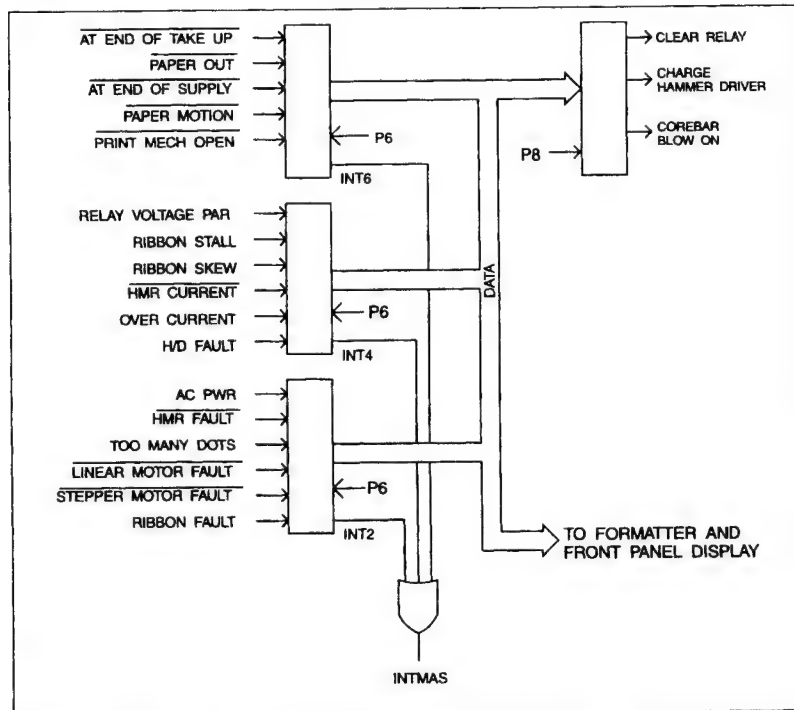 AT END OF TAKE UP
PAPER OUT
AT END OF SUPPLY
PAPER MOTION
PRINT MECH OPEN
P6
INT6
CLEAR RELAY
CHARGE
HAMMER DRIVER
COREBAR
BLOW ON
P8
RELAY VOLTAGE PAR
RIBBON STALL
RIBBON SKEW
HMR CURRENT
OVER CURRENT
H/D FAULT
P6
INT4
DATA
AC PWR
HMR FAULT
TOO MANY DOTS
LINEAR MOTOR FAULT
STEPPER MOTOR FAULT
RIBBON FAULT
P6
INT2
TO FORMATTER AND
FRONT PANEL DISPLAY
INTMAS